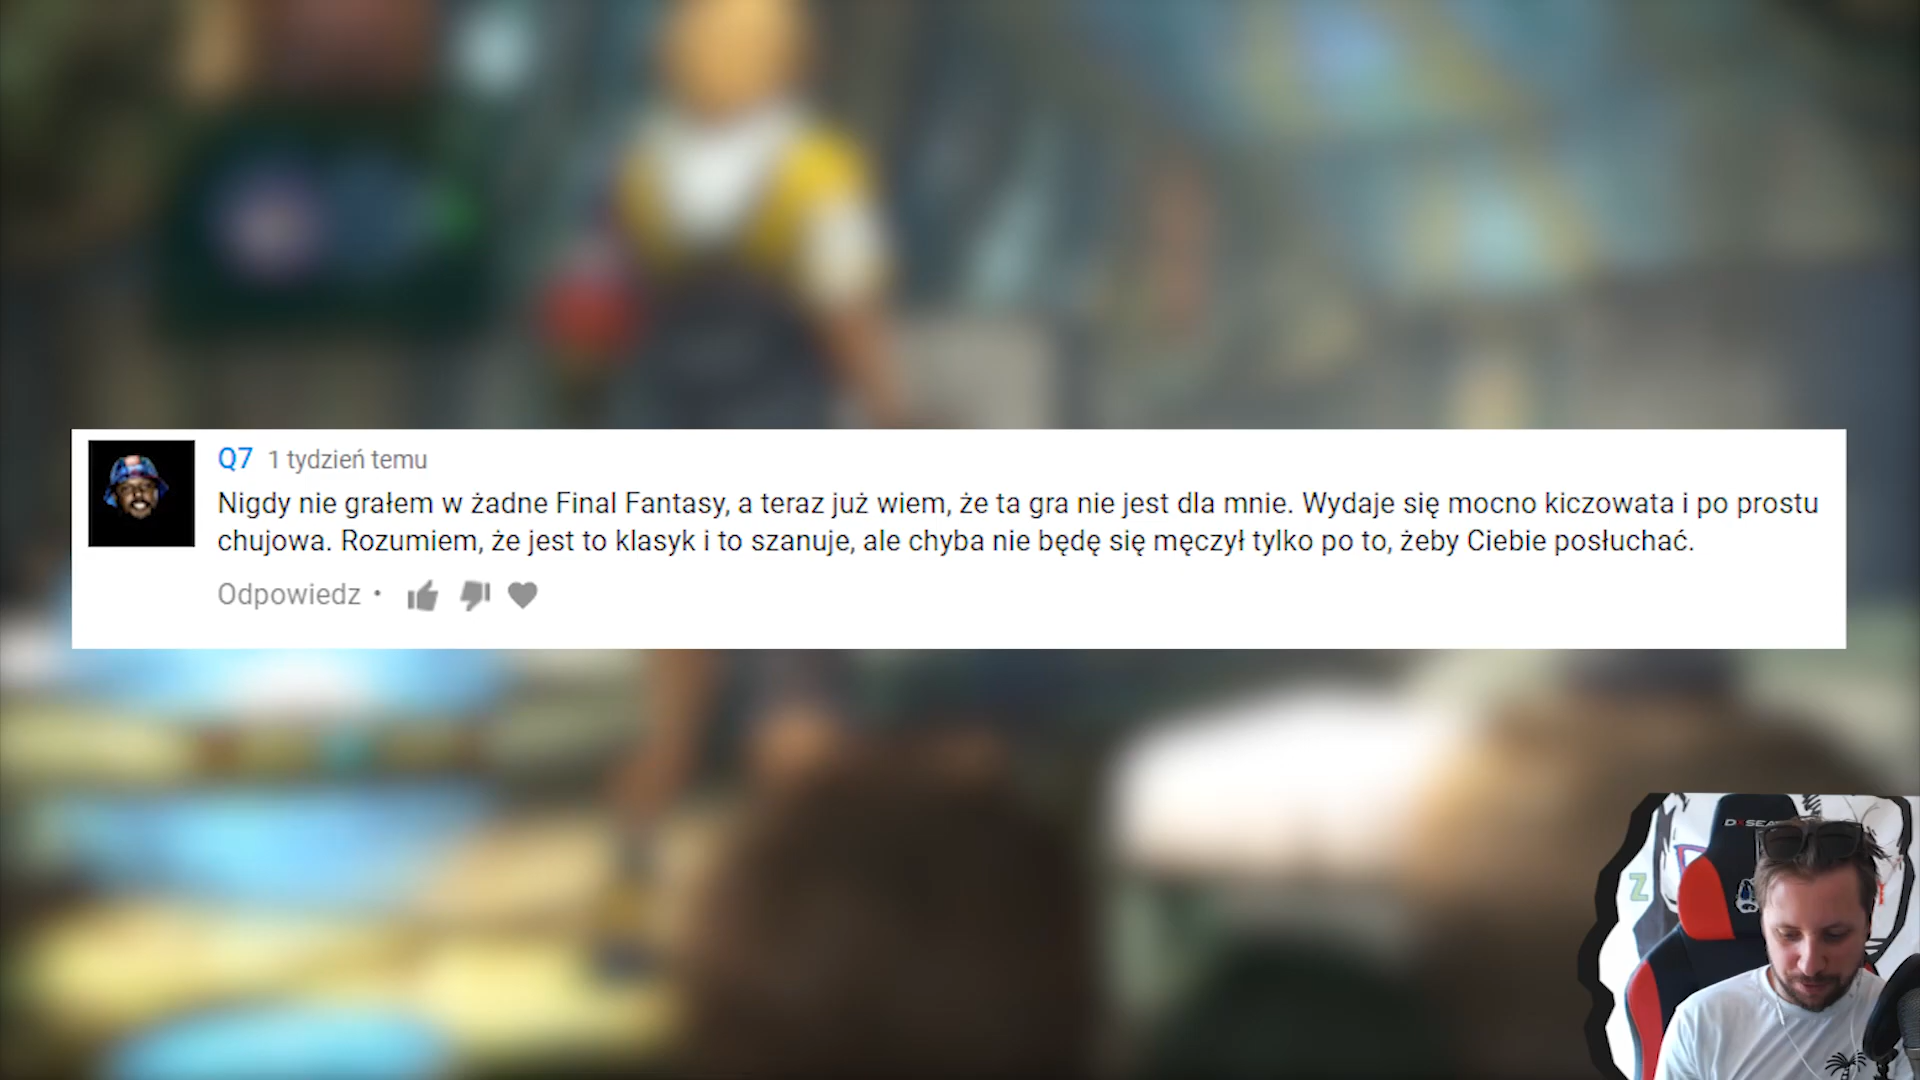 Q7 1 tydzień temu
Nigdy nie grałem w żadne Final Fantasy, a teraz już wiem, że ta gra nie jest dla mnie. Wydaje się mocno kiczowata i po prostu
chujowa. Rozumiem, że jest to klasyk i to szanuje, ale chyba nie będę się męczył tylko po to, żeby Ciebie posłuchać.
Odpowiedz •
Z